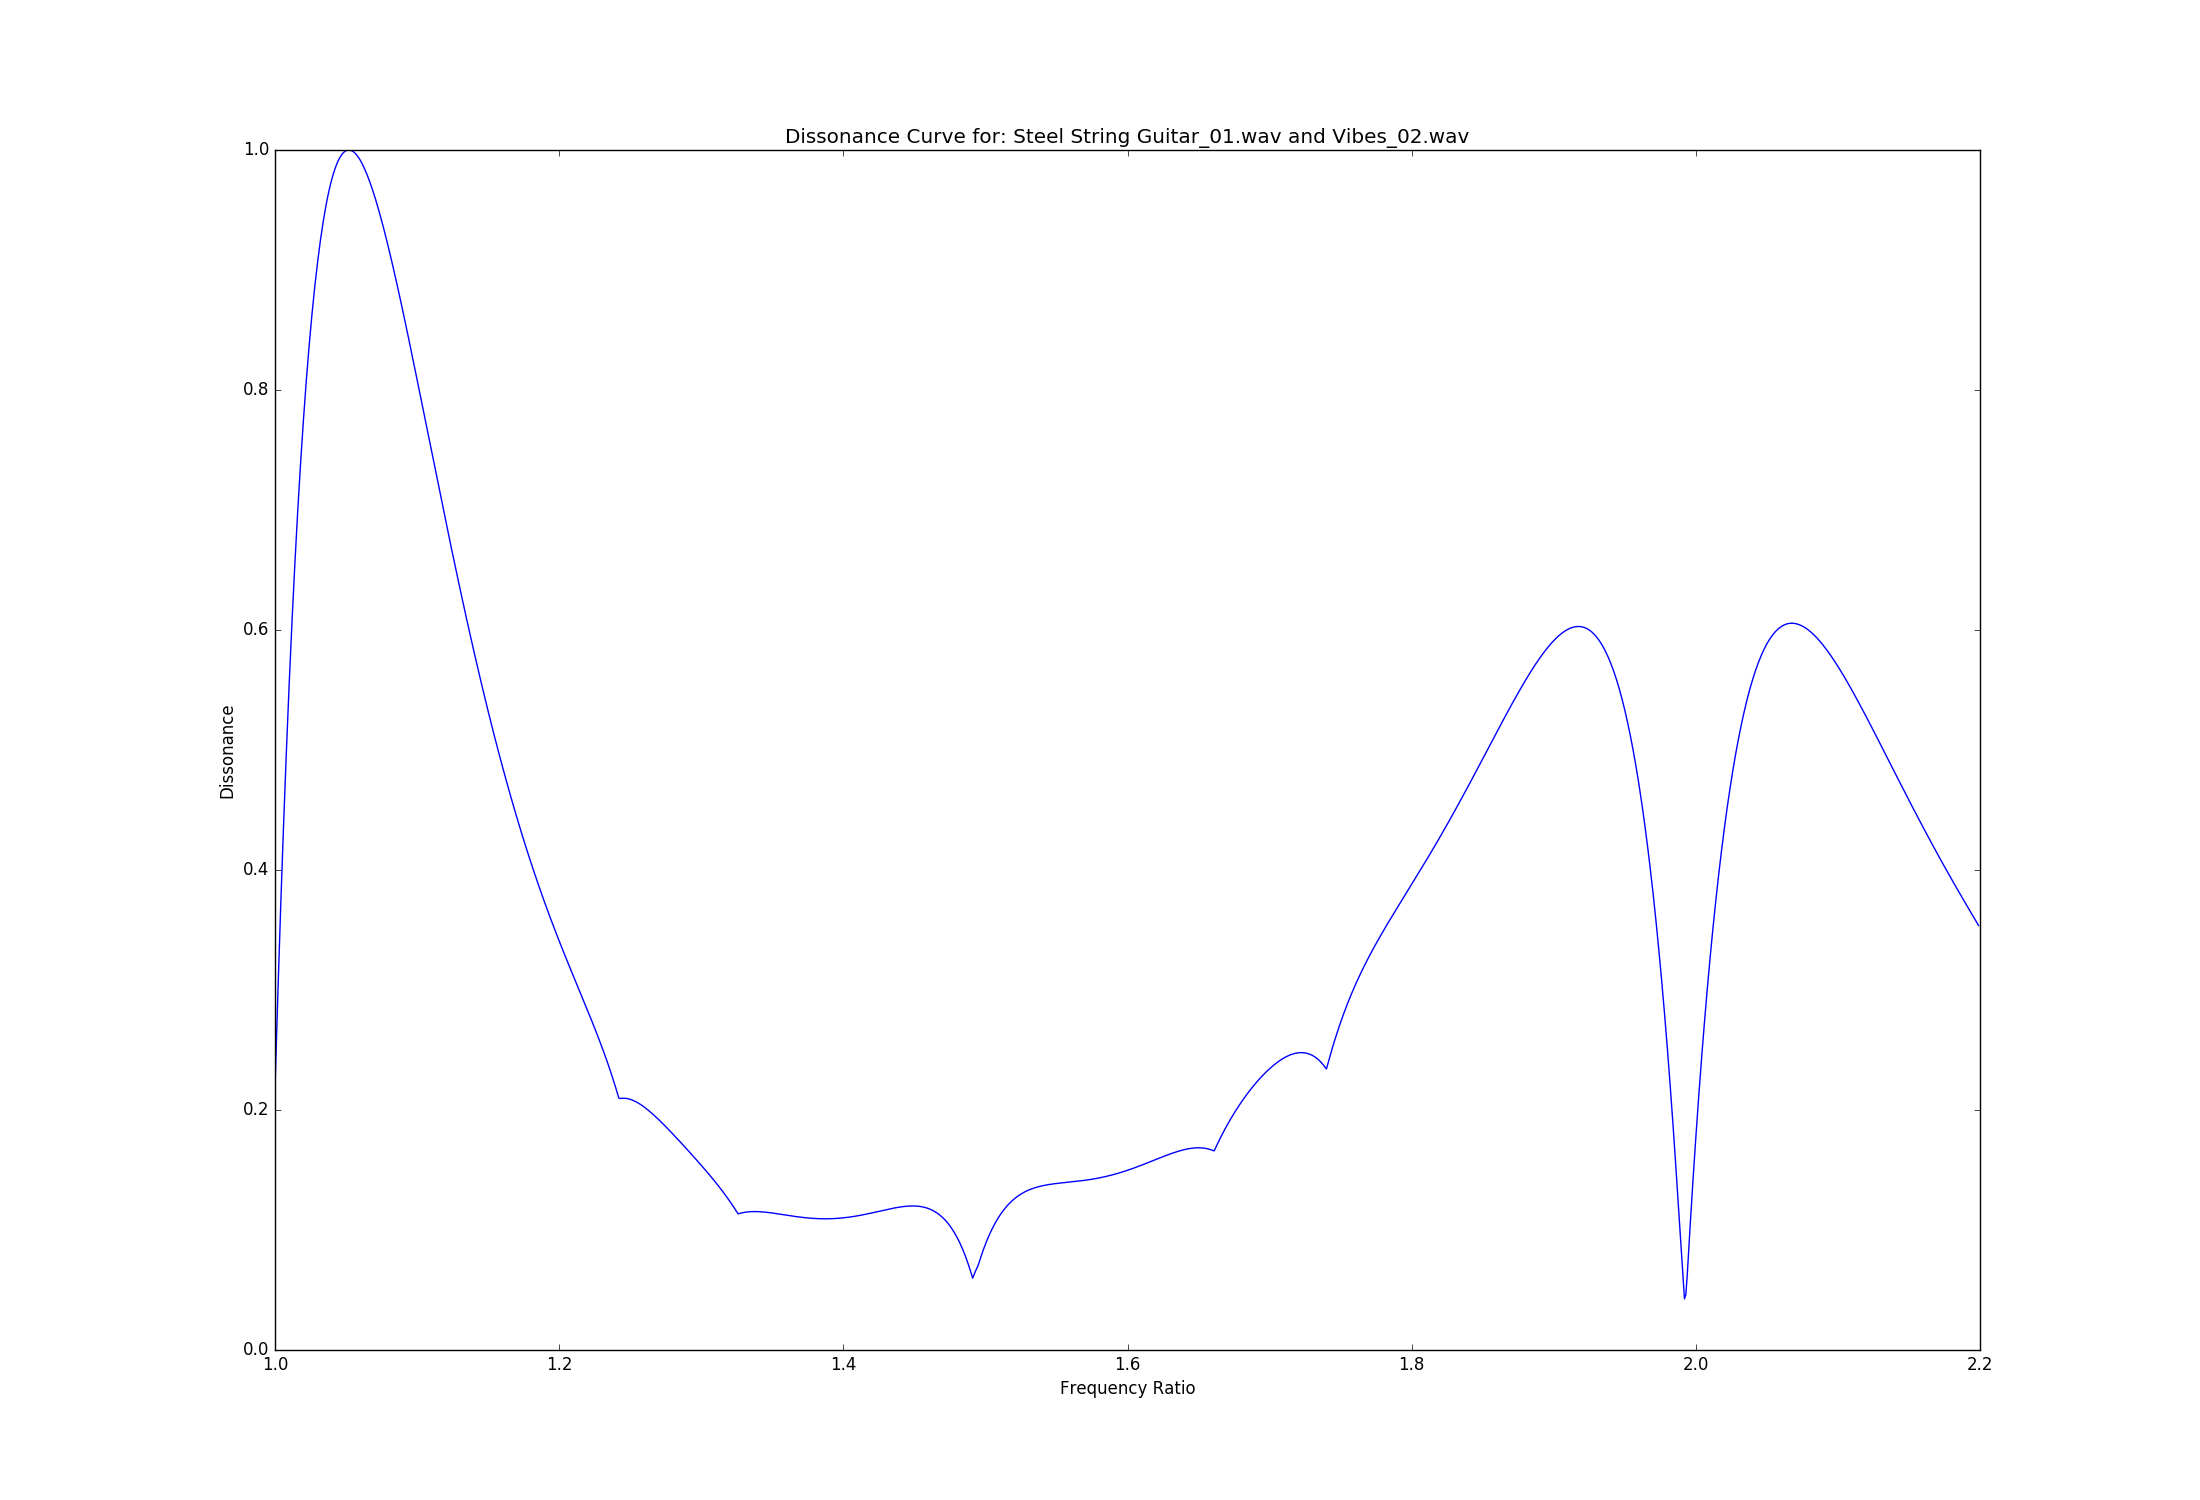 Dissonance Curve for: Steel String Guitar_01.wav and Vibes_02.wav
1.0
0.8
0.6
0.4
0.2
0.0
Dissonance
1.0 1.2 1.4 1.6 1.8 2.0 2.2
Frequency Ratio